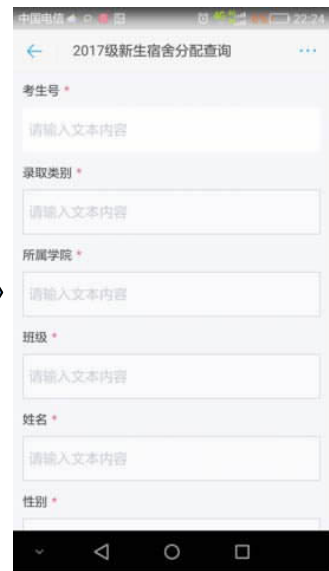 中国电信 22:24
2017级新生宿舍分配查询
考生号 *
请输入文本内容
录取类别 *
请输入文本内容
所属学院 *
请输入文本内容
班级 *
请输入文本内容
姓名 *
请输入文本内容
性别 *